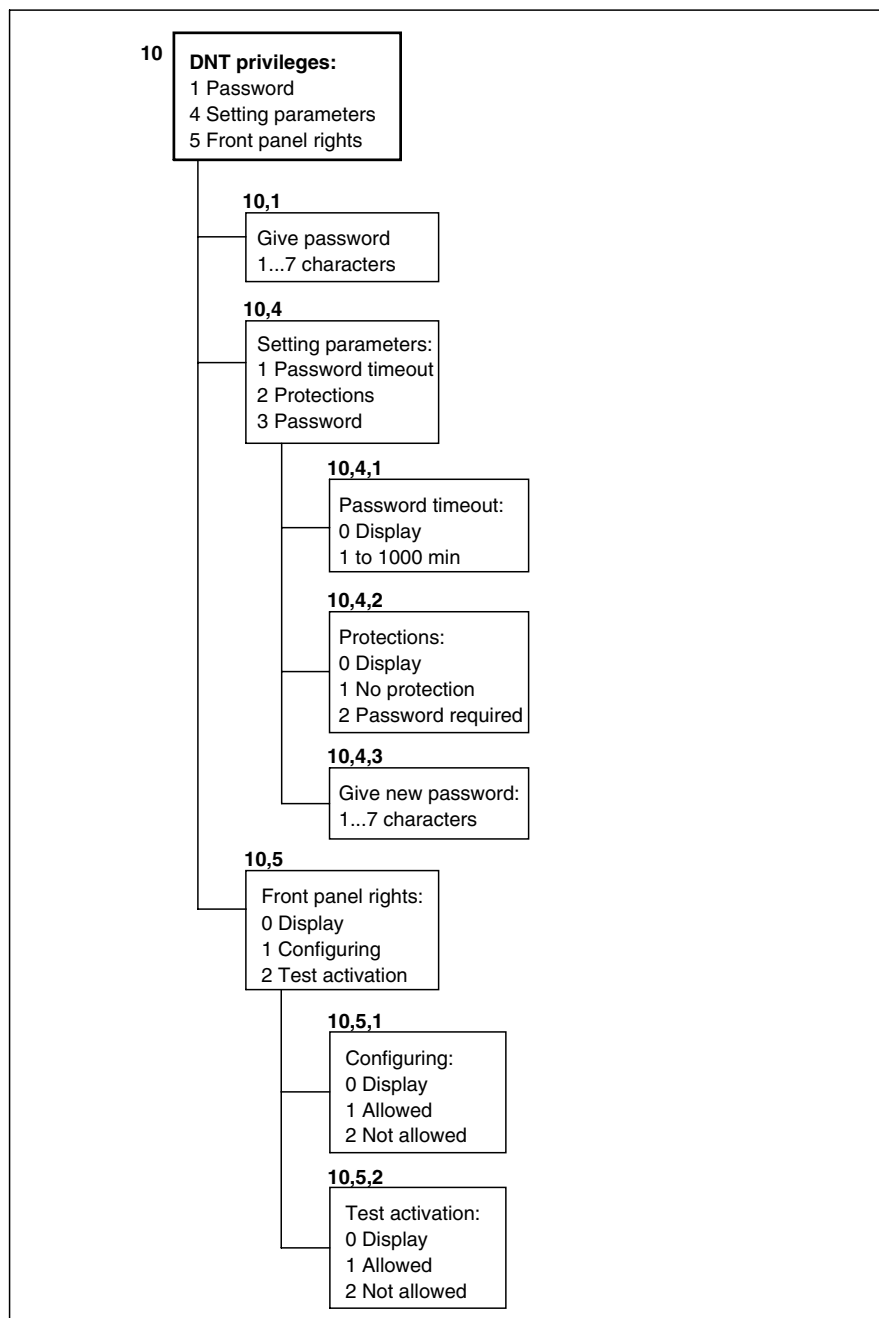 10
DNT privileges:
1 Password
4 Setting parameters
5 Front panel rights
10,1
Give password
1...7 characters
10,4
Setting parameters:
1 Password timeout
2 Protections
3 Password
10,4,1
Password timeout:
0 Display
1 to 1000 min
10,4,2
Protections:
0 Display
1 No protection
2 Password required
10,4,3
Give new password:
1...7 characters
10,5
Front panel rights:
0 Display
1 Configuring
2 Test activation
10,5,1
Configuring:
0 Display
1 Allowed
2 Not allowed
10,5,2
Test activation:
0 Display
1 Allowed
2 Not allowed